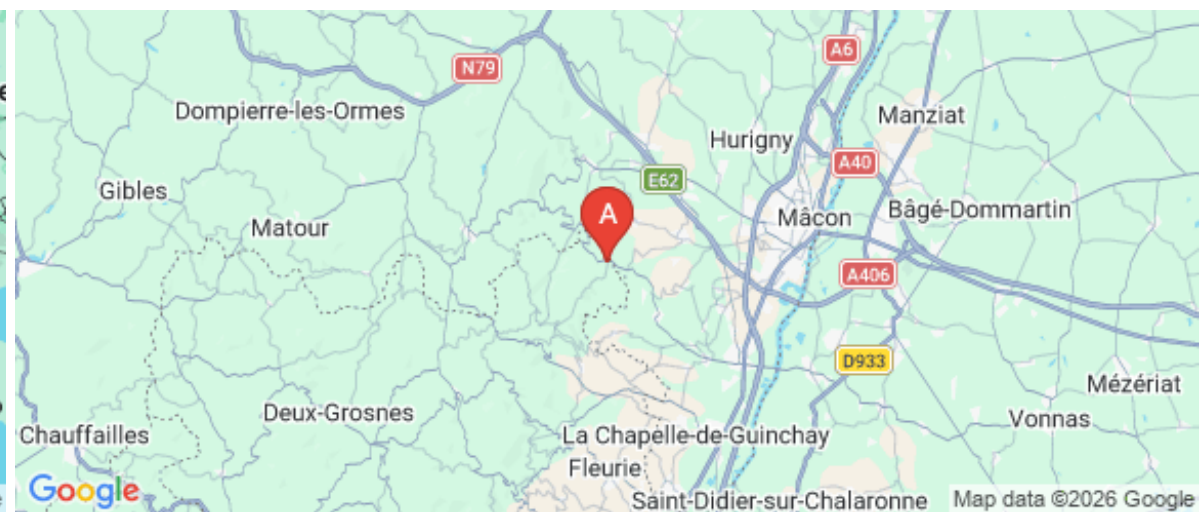 A6
N79
Dompierre-les-Ormes
Manziat
Hurigny
A40
E62
Gibles
A
Mâcon
Bâgé-Dommartin
Matour
A406
D933
Mézériat
Deux-Grosnes
Vonnas
Chauffailles
La Chapelle-de-Guinchay
Fleurie
Google
Saint-Didier-sur-Chalaronne
Map data ©2026 Google